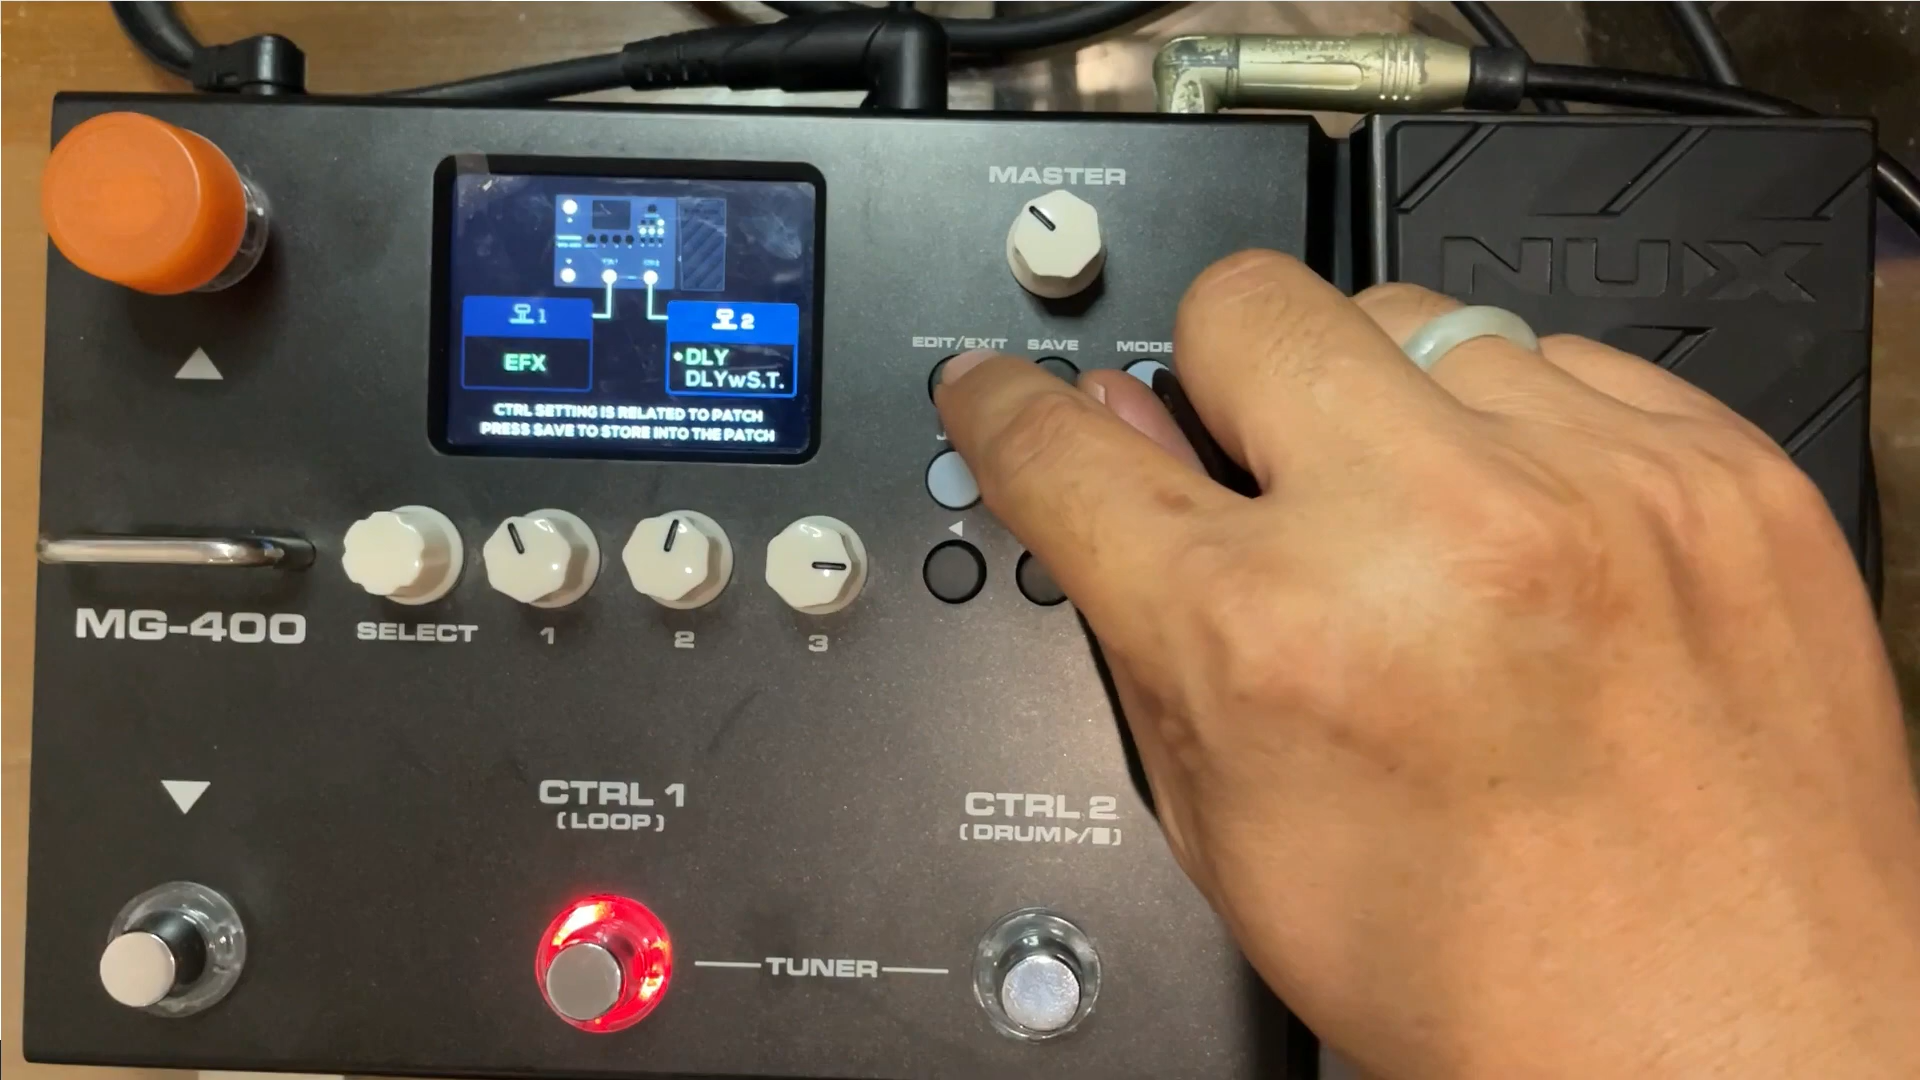 MASTER
NUX
EDIT/EXIT
SAVE
MODE
1
EFX
2
•DLY
DLYwS.T.
CTRL SETTING IS RELATED TO PATCH
PRESS SAVE TO STORE INTO THE PATCH
MG-400
SELECT
1
2
3
CTRL 1
(LOOP)
CTRL 2
(DRUM▶/■)
TUNER